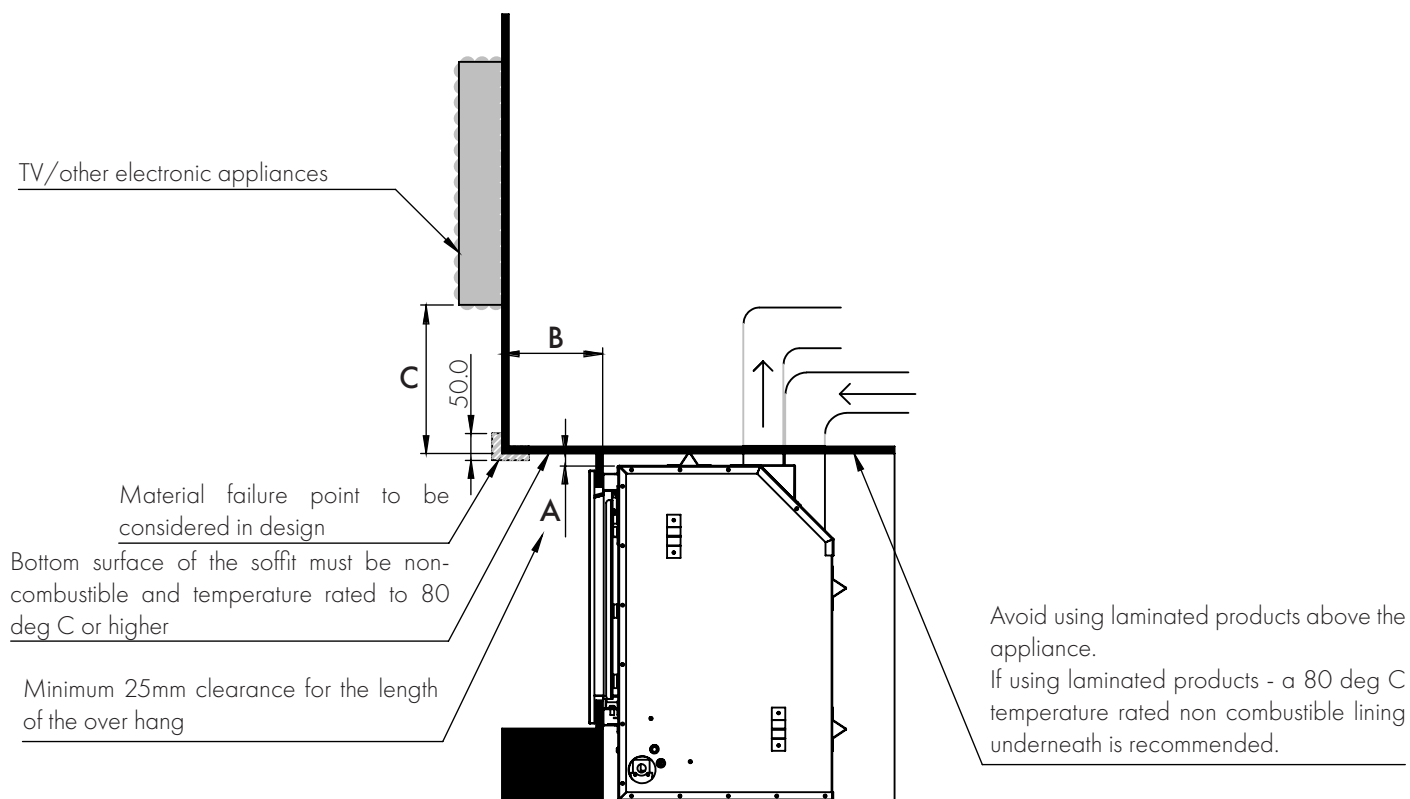 TV/other electronic appliances
B
C
50.0
A
Material failure point to be
considered in design
Bottom surface of the soffit must be non-
combustible and temperature rated to 80
deg C or higher
Minimum 25mm clearance for the length
of the over hang
Avoid using laminated products above the
appliance.
If using laminated products - a 80 deg C
temperature rated non combustible lining
underneath is recommended.